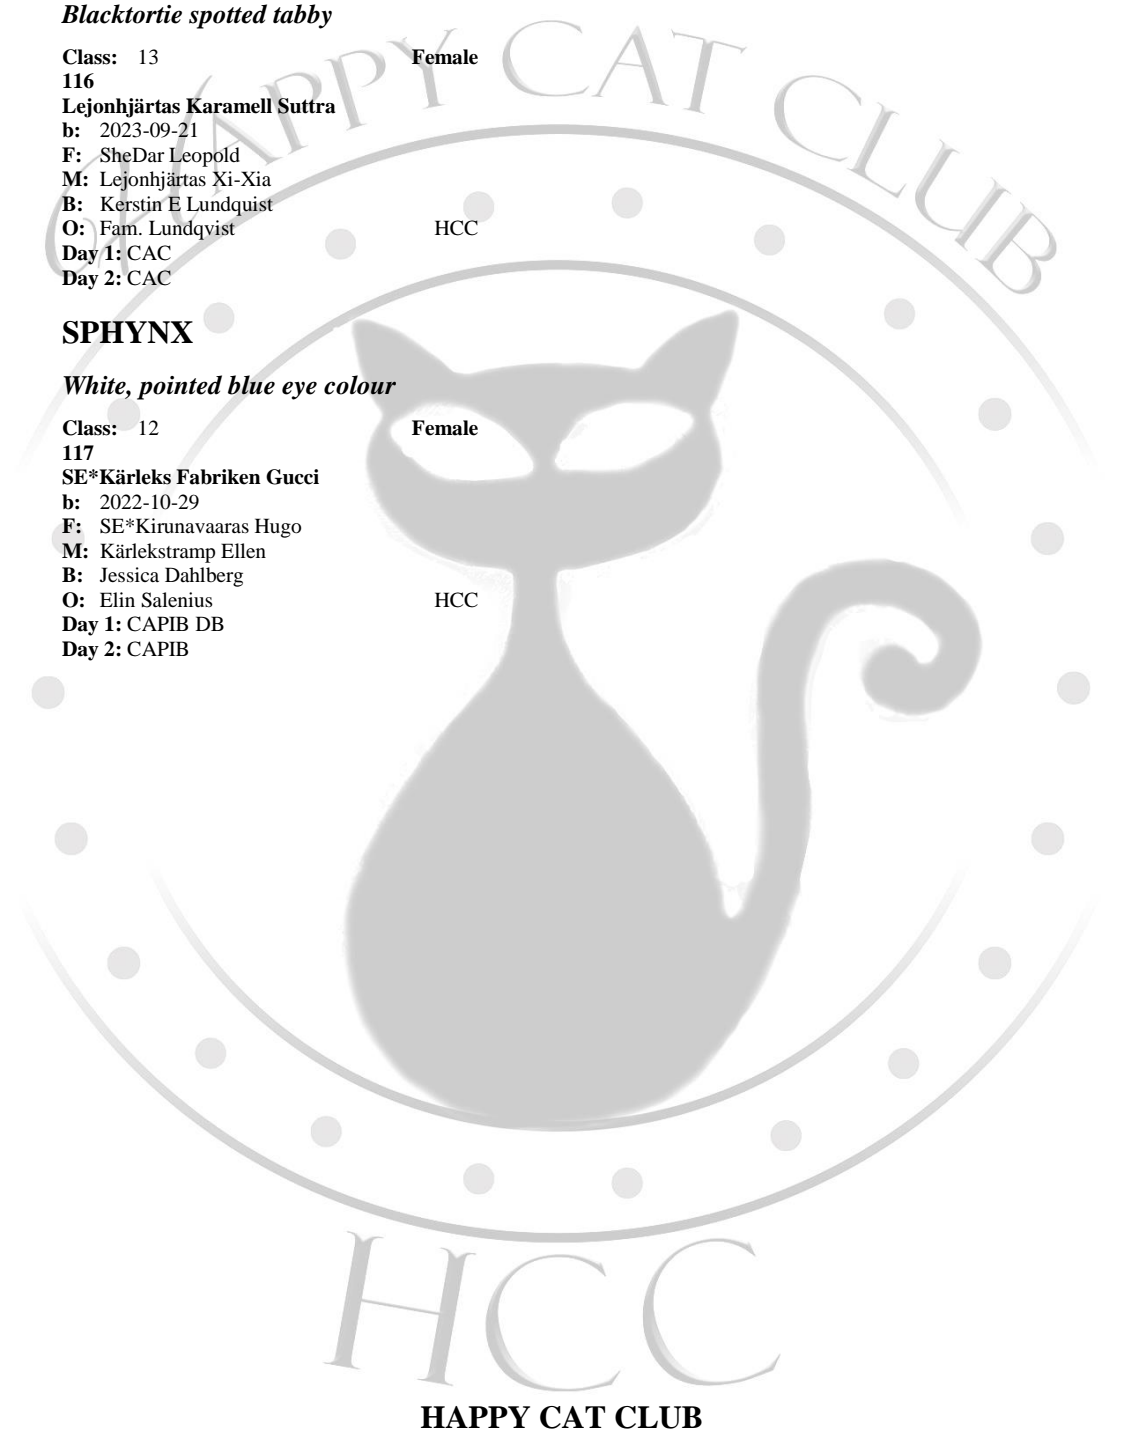 Blacktortie spotted tabby
Class: 13 Female
116
Lejonhjärtas Karamell Suttra
b: 2023-09-21
F: SheDar Leopold
M: Lejonhjärtas Xi-Xia
B: Kerstin E Lundquist
O: Fam. Lundqvist HCC
Day 1: CAC
Day 2: CAC
SPHYNX
White, pointed blue eye colour
Class: 12 Female
117
SE*Kärleks Fabriken Gucci
b: 2022-10-29
F: SE*Kirunavaaras Hugo
M: Kärlekstramp Ellen
B: Jessica Dahlberg
O: Elin Salenius HCC
Day 1: CAPIB DB
Day 2: CAPIB
HAPPY CAT CLUB
HCC
HAPPY CAT CLUB